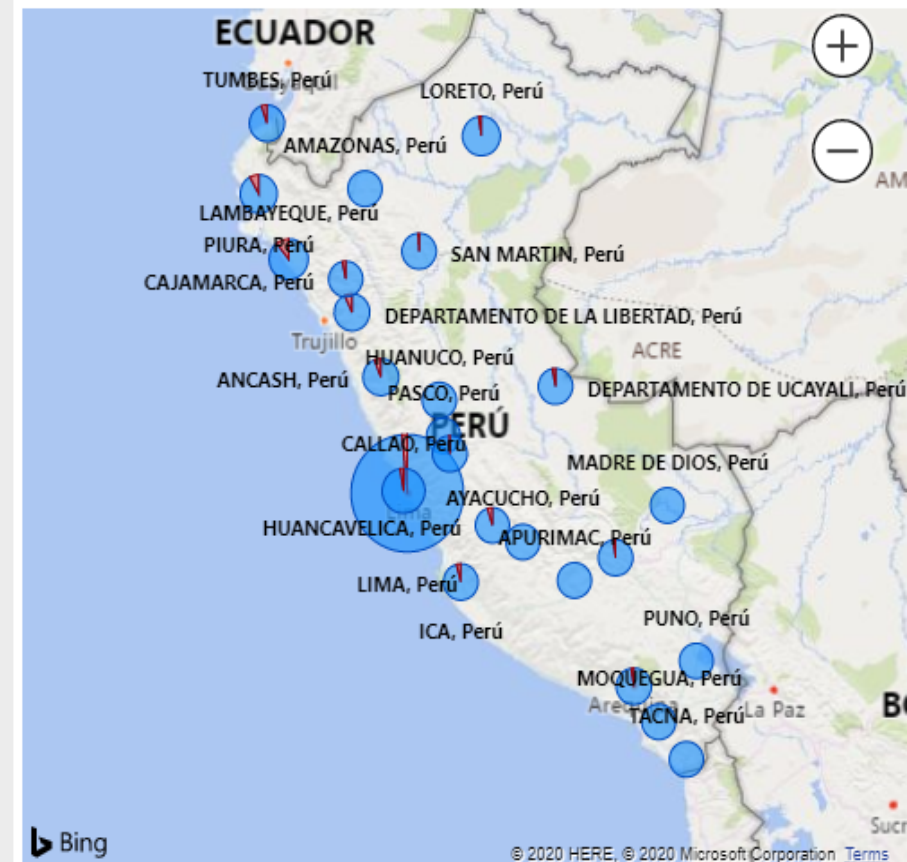 ECUADOR
TUMBES, Perú
LORETO, Perú
AMAZONAS, Perú
LAMBAYEQUE, Perú
PIURA, Perú
SAN MARTIN, Perú
CAJAMARCA, Perú
DEPARTAMENTO DE LA LIBERTAD, Perú
Trujillo
HUANUCO, Perú
ACRE
ANCASH, Perú
PASCO, Perú
DEPARTAMENTO DE UCAYALI, Perú
PERÚ
CALLAO, Perú
MADRE DE DIOS, Perú
AYACUCHO, Perú
Lima
HUANCAVELICA, Perú
APURIMAC, Perú
LIMA, Perú
PUNO, Perú
ICA, Perú
MOQUEGUA, Perú
Arequipa
TACNA, Perú
La Paz
BO
AM
Sucr
Bing
© 2020 HERE, © 2020 Microsoft Corporation Terms